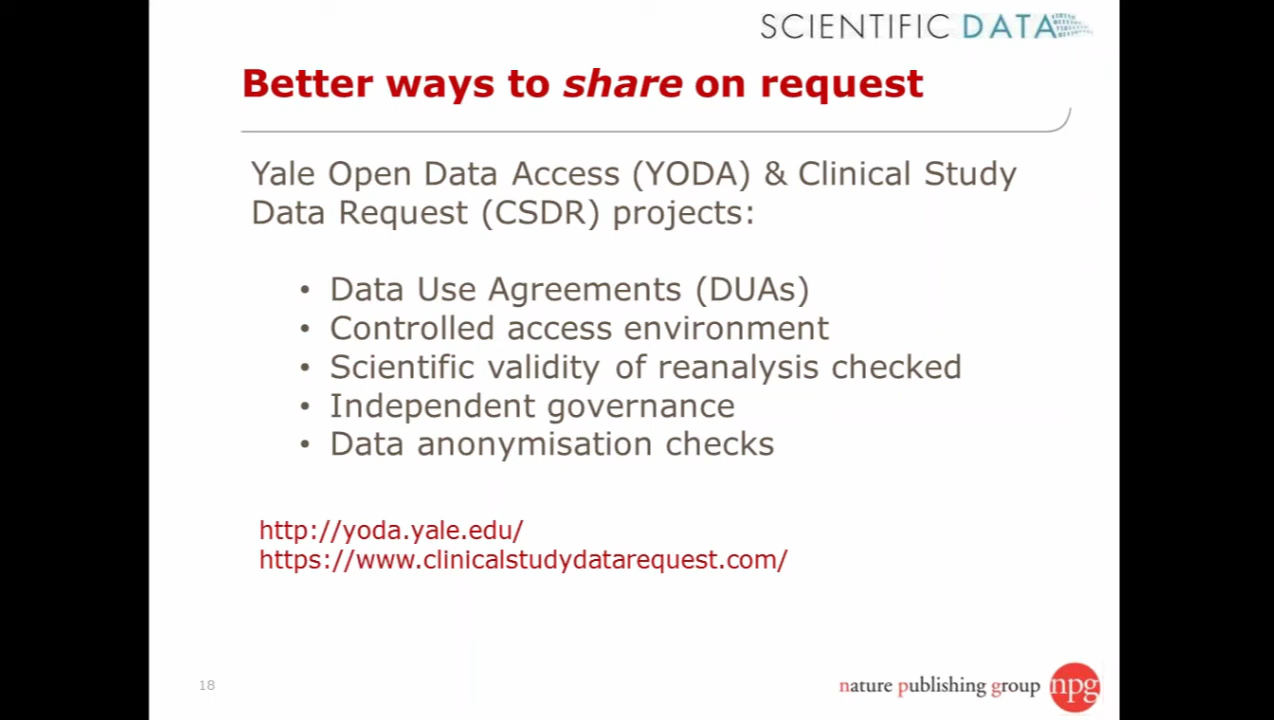 SCIENTIFIC DATA
Better ways to share on request
Yale Open Data Access (YODA) & Clinical Study
Data Request (CSDR) projects:
• Data Use Agreements (DUAs)
• Controlled access environment
• Scientific validity of reanalysis checked
• Independent governance
• Data anonymisation checks
http://yoda.yale.edu/
https://www.clinicalstudydatarequest.com/
18
nature publishing group npg